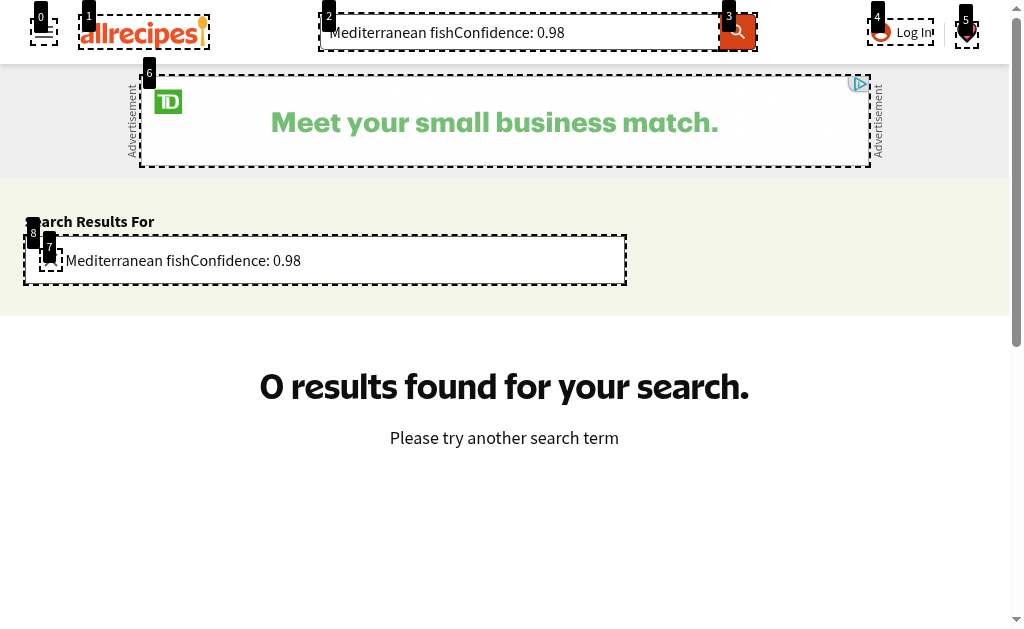 0
1
2
3
4
5
allrecipes
Mediterranean fishConfidence: 0.98
Log In
6
Advertisement
TD
Meet your small business match.
Advertisement
Search Results For
8
7
Mediterranean fishConfidence: 0.98
0 results found for your search.
Please try another search term